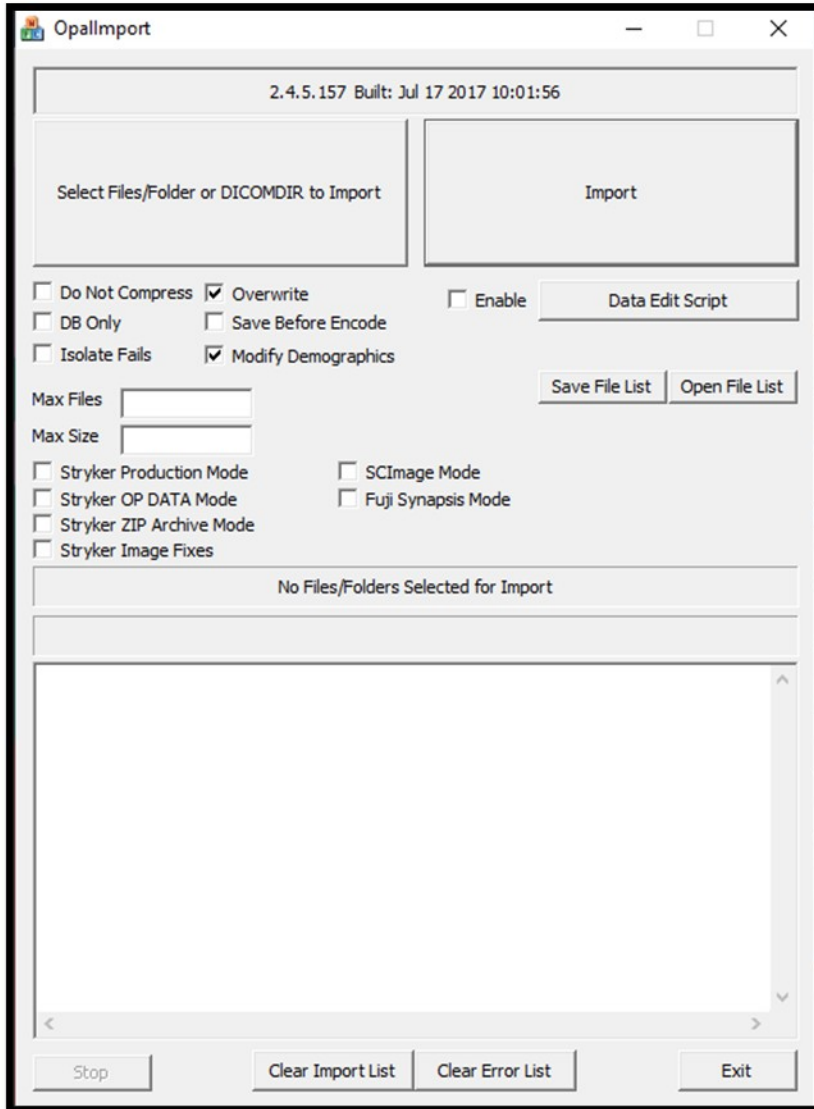 OpalImport
2.4.5.157 Built: Jul 17 2017 10:01:56
Select Files/Folder or DICOMDIR to Import
Import
Do Not Compress
Overwrite
Enable
Data Edit Script
DB Only
Save Before Encode
Isolate Fails
Modify Demographics
Save File List
Open File List
Max Files
Max Size
Stryker Production Mode
SCImage Mode
Stryker OP DATA Mode
Fuji Synapsis Mode
Stryker ZIP Archive Mode
Stryker Image Fixes
No Files/Folders Selected for Import
Stop
Clear Import List
Clear Error List
Exit